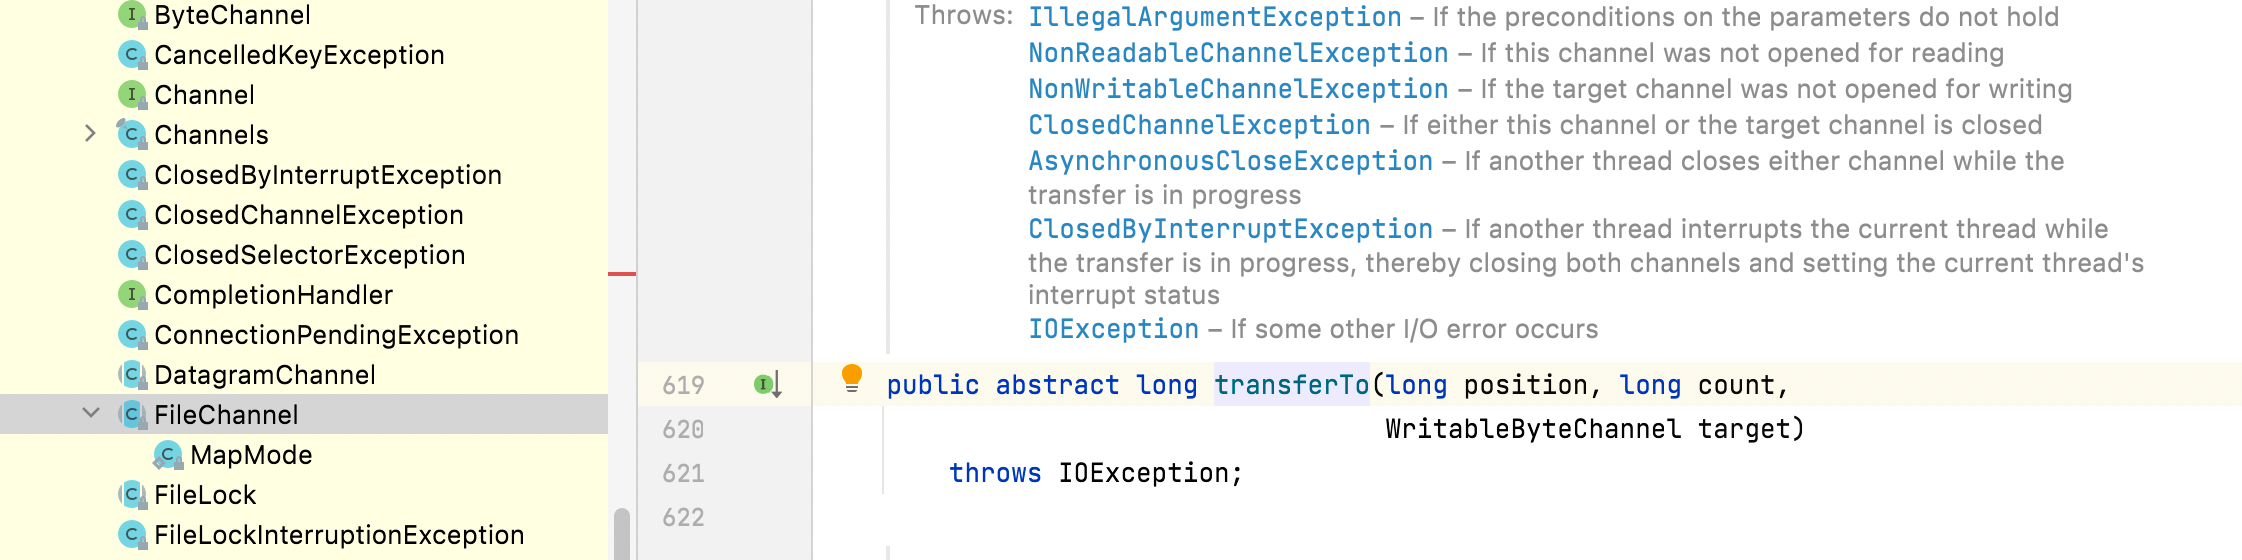 ByteChannel
CancelledKeyException
Channel
Channels
ClosedByInterruptException
ClosedChannelException
ClosedSelectorException
CompletionHandler
ConnectionPendingException
DatagramChannel
FileChannel
MapMode
FileLock
FileLockInterruptionException
Throws: IllegalArgumentException – If the preconditions on the parameters do not hold
NonReadableChannelException – If this channel was not opened for reading
NonWritableChannelException – If the target channel was not opened for writing
ClosedChannelException – If either this channel or the target channel is closed
AsynchronousCloseException – If another thread closes either channel while the
transfer is in progress
ClosedByInterruptException – If another thread interrupts the current thread while
the transfer is in progress, thereby closing both channels and setting the current thread's
interrupt status
IOException – If some other I/O error occurs
619 public abstract long transferTo(long position, long count,
620 WritableByteChannel target)
621 throws IOException;
622